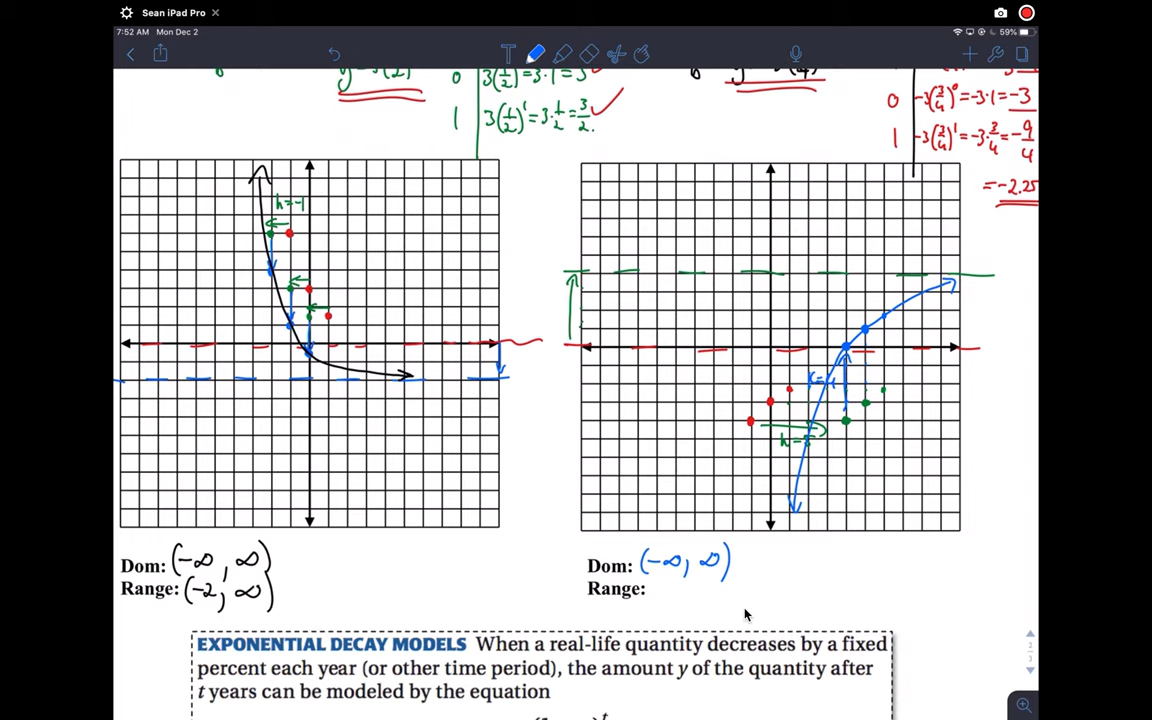 Sean iPad Pro
7:52 AM Mon Dec 2
59%
0 3(1/2)⁰=3·1=3
1 3(1/2)¹=3·1/2=3/2.
0 -3(3/4)⁰=-3·1=-3
1 -3(3/4)¹=-3·3/4=-9/4
=-2.25
h=-1
k=4
h=5
Dom: (-∞, ∞)
Range: (-2, ∞)
Dom: (-∞, ∞)
Range:
EXPONENTIAL DECAY MODELS When a real-life quantity decreases by a fixed
percent each year (or other time period), the amount y of the quantity after
t years can be modeled by the equation